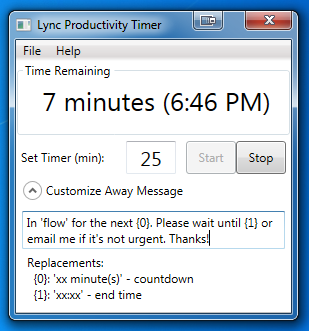 Lync Productivity Timer
File Help
Time Remaining
7 minutes (6:46 PM)
Set Timer (min): 25 Start Stop
Customize Away Message
In 'flow' for the next {0}. Please wait until {1} or
email me if it's not urgent. Thanks!
Replacements:
{0}: 'xx minute(s)' - countdown
{1}: 'xx:xx' - end time